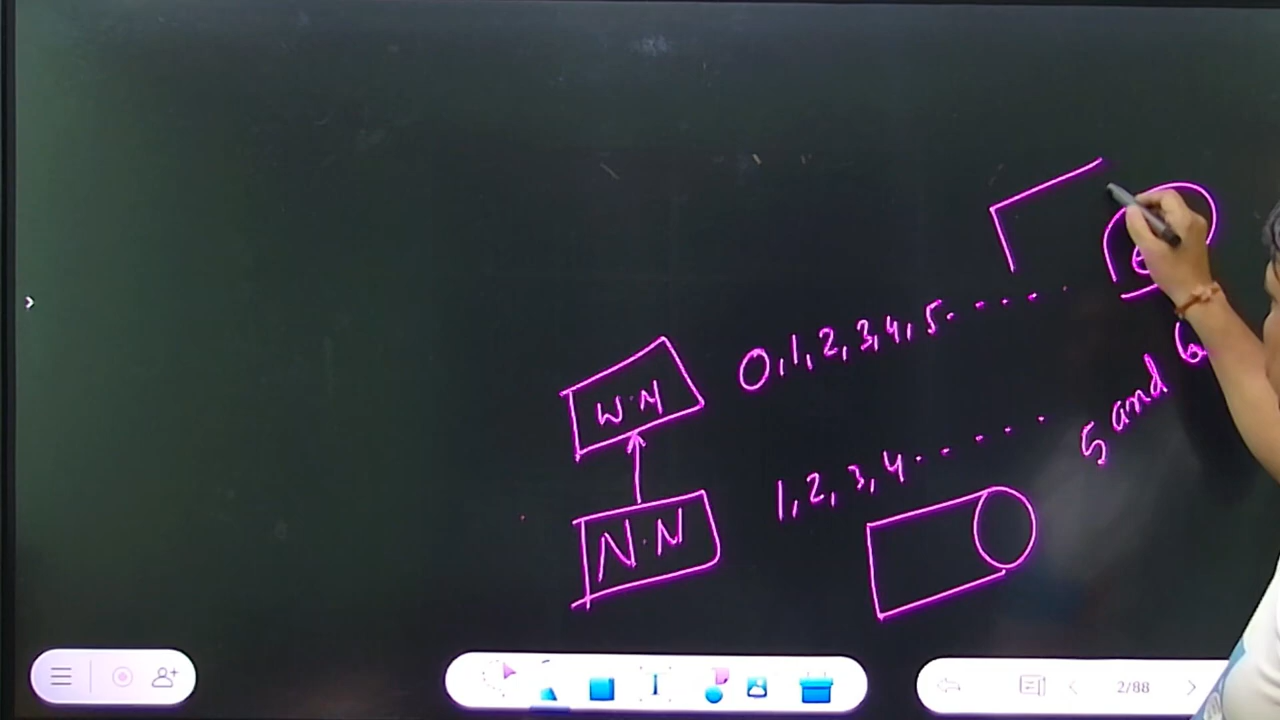 0,1,2,3,4,5.......
W.N
5 and 6
1,2,3,4......
N.N
2/88